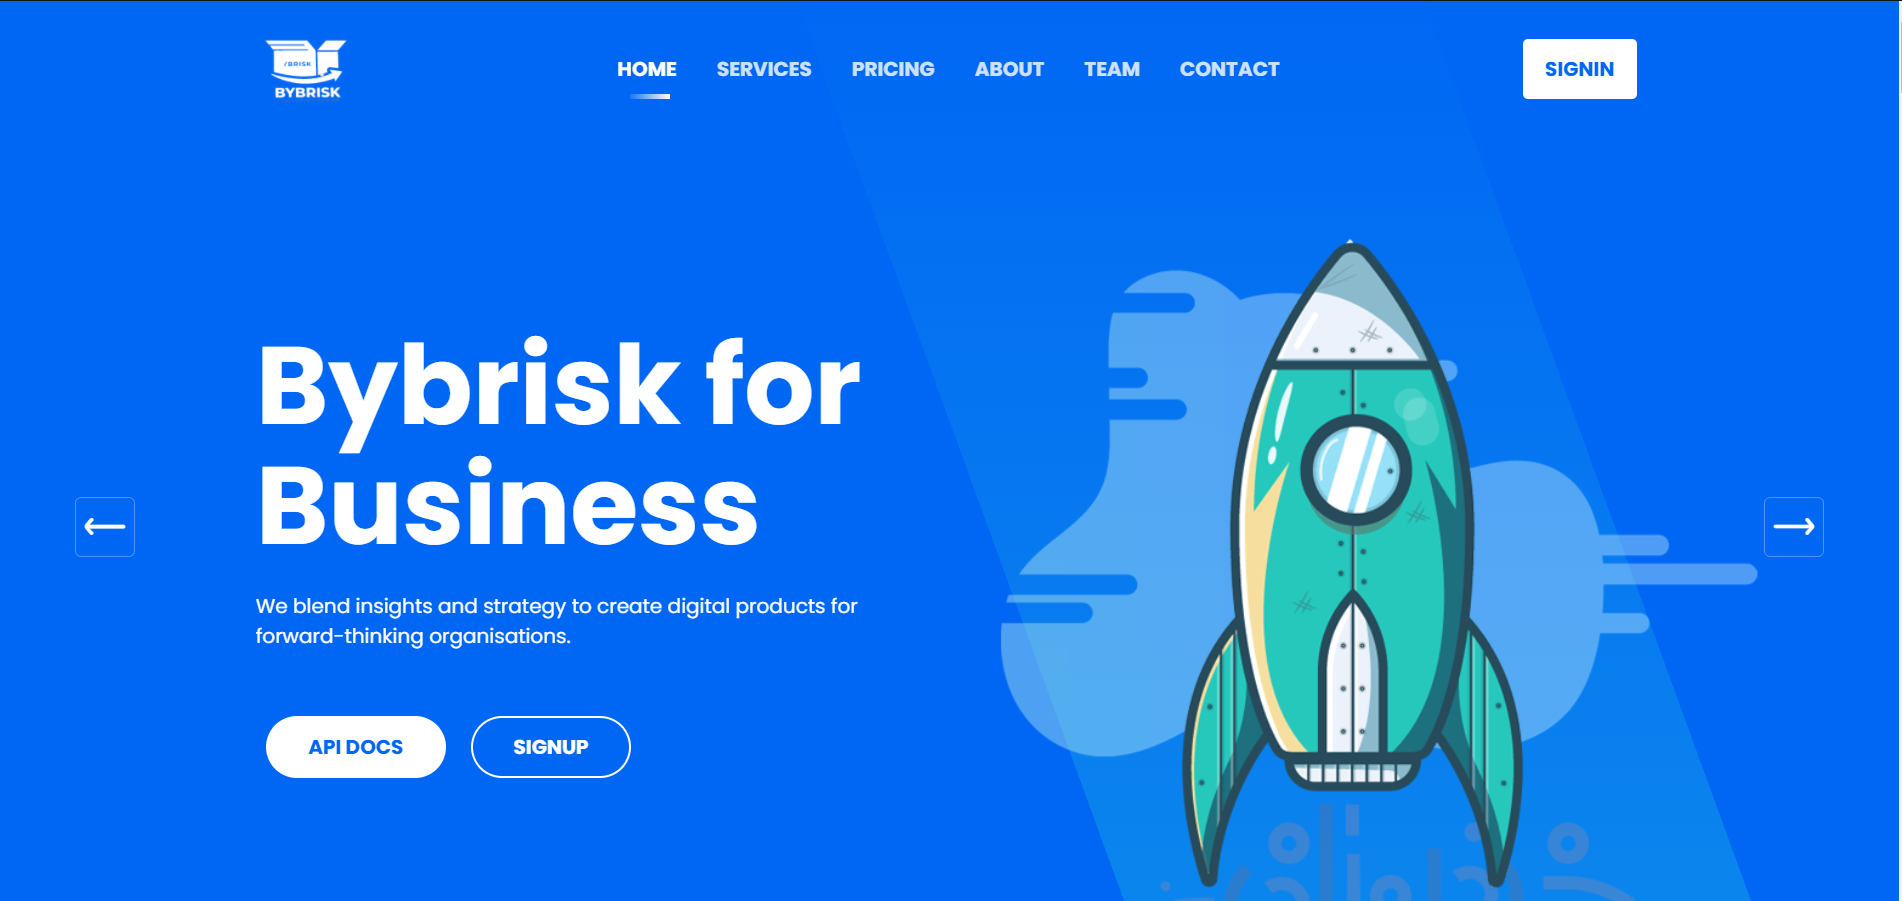 /BRISK
BYBRISK
HOME SERVICES PRICING ABOUT TEAM CONTACT
SIGNIN
Bybrisk for
Business
We blend insights and strategy to create digital products for
forward-thinking organisations.
API DOCS SIGNUP